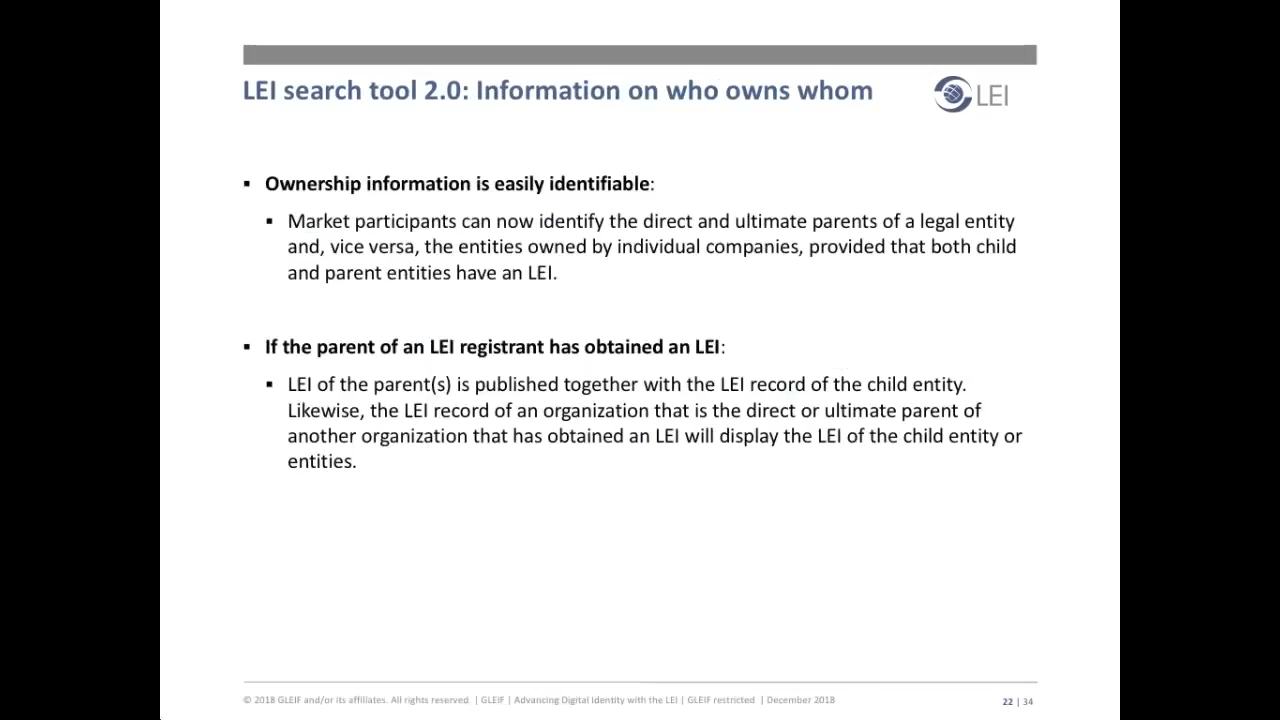 LEI search tool 2.0: Information on who owns whom
LEI
▪ Ownership information is easily identifiable:
▪ Market participants can now identify the direct and ultimate parents of a legal entity
and, vice versa, the entities owned by individual companies, provided that both child
and parent entities have an LEI.
▪ If the parent of an LEI registrant has obtained an LEI:
▪ LEI of the parent(s) is published together with the LEI record of the child entity.
Likewise, the LEI record of an organization that is the direct or ultimate parent of
another organization that has obtained an LEI will display the LEI of the child entity or
entities.
© 2018 GLEIF and/or its affiliates. All rights reserved. | GLEIF | Advancing Digital Identity with the LEI | GLEIF restricted | December 2018
22 | 34